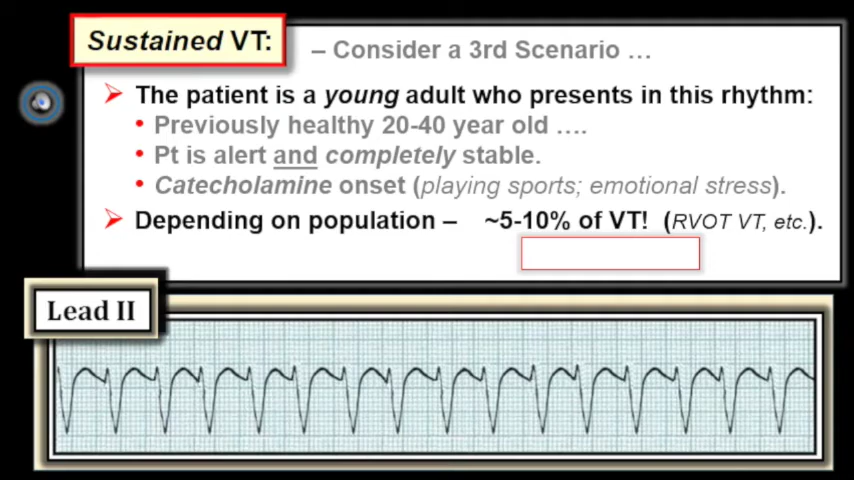 Sustained VT:
– Consider a 3rd Scenario …
➢ The patient is a young adult who presents in this rhythm:
• Previously healthy 20-40 year old ….
• Pt is alert and completely stable.
• Catecholamine onset (playing sports; emotional stress).
➢ Depending on population – ~5-10% of VT! (RVOT VT, etc.).
Lead II